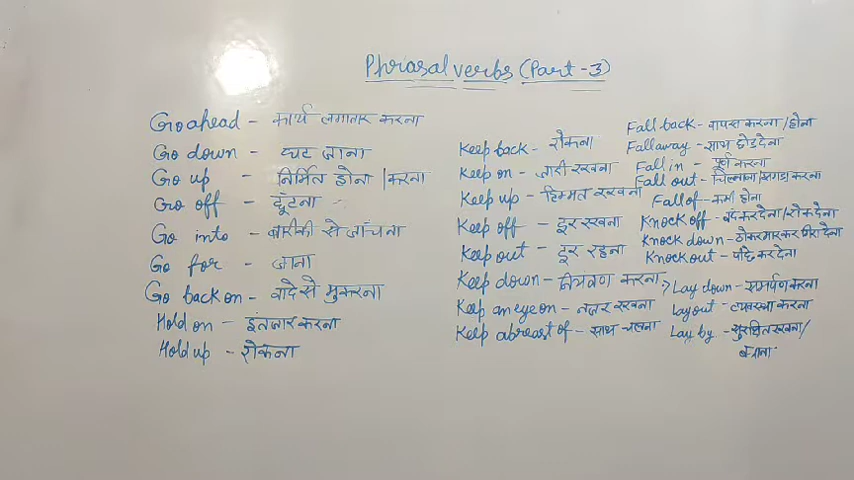 Phrasal verbs (Part-3)
Go ahead - कार्य लगातार करना
Go down - घट जाना
Go up - निर्मित होना/करना
Go off - छूटना
Go into - बारीकी से जांचना
Go for - जाना
Go back on - वादे से मुकरना
Hold on - इंतजार करना
Hold up - रोकना
Keep back - रोकना
Keep on - जारी रखना
Keep up - हिम्मत रखना
Keep off - दूर रखना
Keep out - दूर रहना
Keep down - नियंत्रण करना
Keep an eye on - नजर रखना
Keep abreast of - साथ चलना
Fall back - वापस करना/होना
Fall away - साथ छोड देना
Fall in - करना
Fall out - चिल्लाना/झगडा करना
Fall of - कमी होना
Knock off - बंद कर देना/रोक देना
Knock down - ठोकर मारकर गिरा देना
Knock out - कर देना
Lay down - समर्पण करना
Lay out - व्यवस्था करना
Lay by - सुरक्षित रखना/